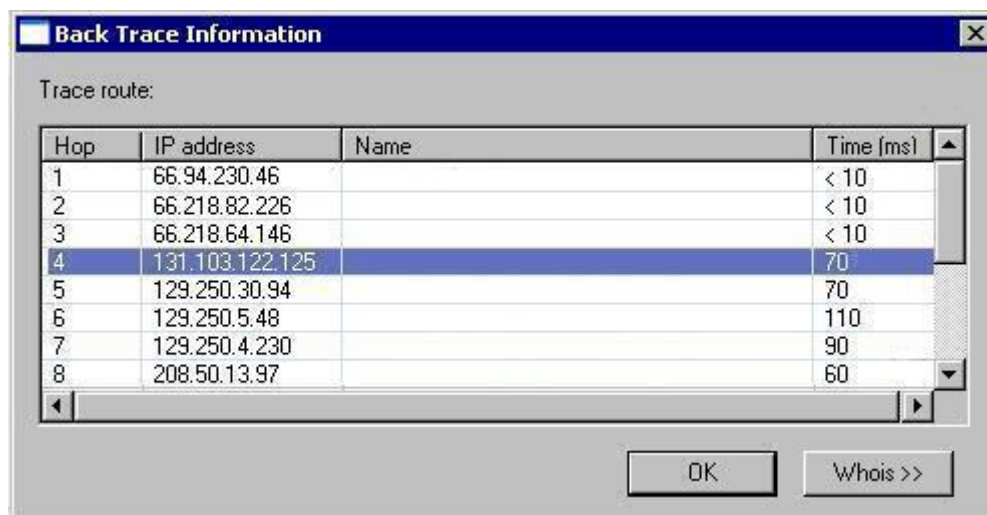 Back Trace Information
Trace route:
Hop IP address Name Time (ms)
1 66.94.230.46 < 10
2 66.218.82.226 < 10
3 66.218.64.146 < 10
4 131.103.122.125 70
5 129.250.30.94 70
6 129.250.5.48 110
7 129.250.4.230 90
8 208.50.13.97 60
OK Whois >>